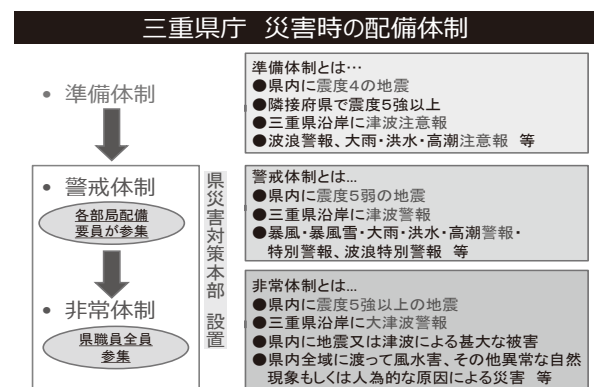 三重県庁 災害時の配備体制
• 準備体制
準備体制とは…
●県内に震度4の地震
●隣接府県で震度5強以上
●三重県沿岸に津波注意報
●波浪警報、大雨・洪水・高潮注意報 等
• 警戒体制
各部局配備
要員が参集
県災害対策本部 設置
警戒体制とは...
●県内に震度5弱の地震
●三重県沿岸に津波警報
●暴風・暴風雪・大雨・洪水・高潮警報・
特別警報、波浪特別警報 等
• 非常体制
県職員全員
参集
非常体制とは...
●県内に震度5強以上の地震
●三重県沿岸に大津波警報
●県内に地震又は津波による甚大な被害
●県内全域に渡って風水害、その他異常な自然
現象もしくは人為的な原因による災害 等